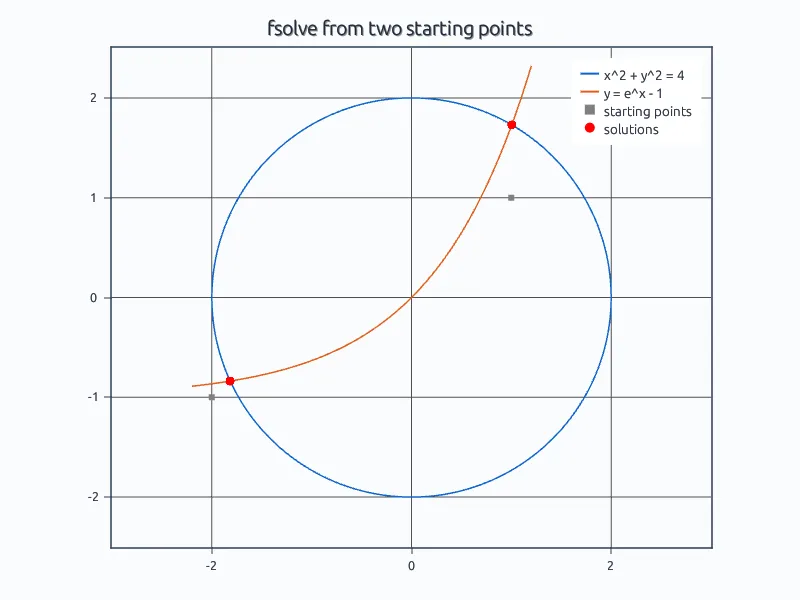 fsolve from two starting points
x^2 + y^2 = 4
y = e^x - 1
starting points
solutions
2
1
0
-1
-2
-2
0
2